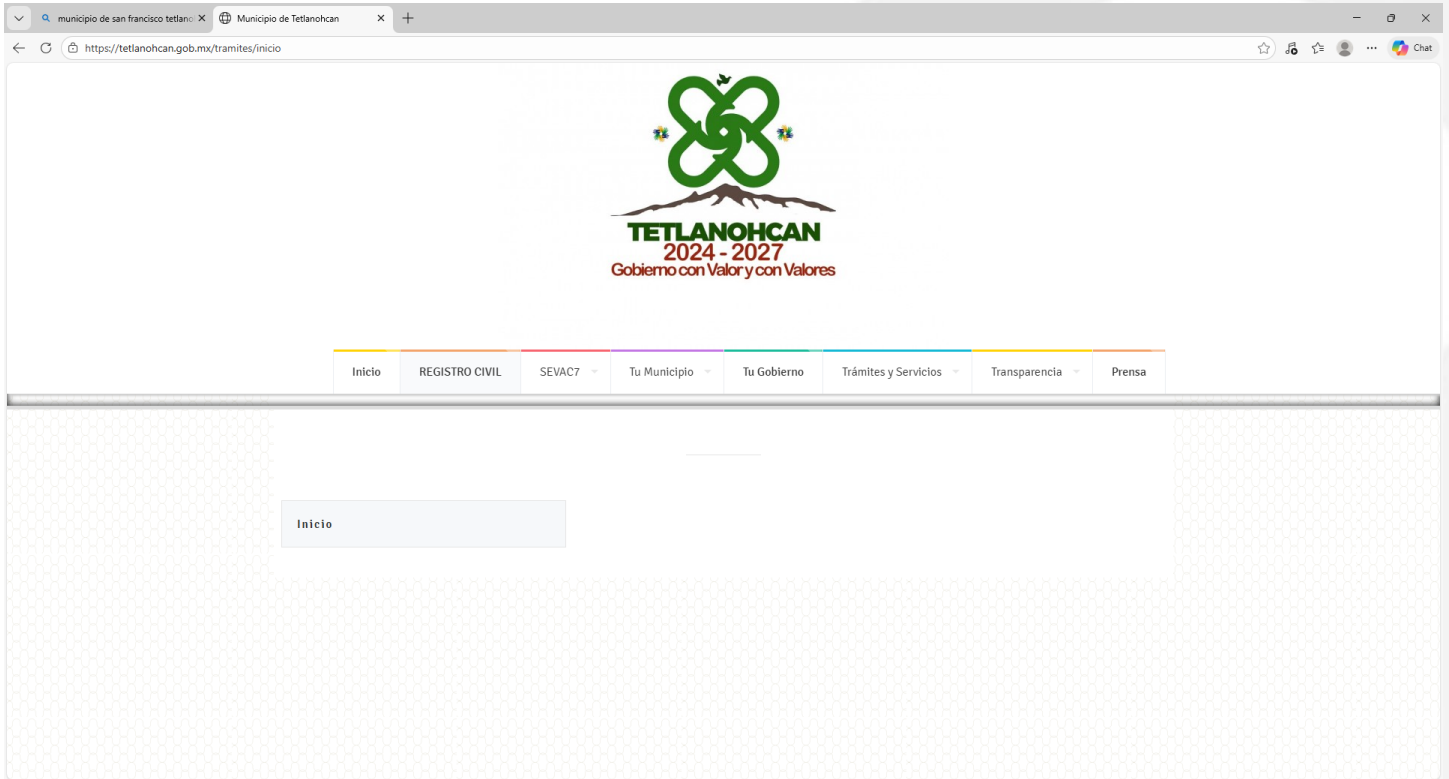 municipio de san francisco tetlano
Municipio de Tetlanohcan
https://tetlanohcan.gob.mx/tramites/inicio
Chat
TETLANOHCAN
2024 - 2027
Gobierno con Valor y con Valores
Inicio
REGISTRO CIVIL
SEVAC7
Tu Municipio
Tu Gobierno
Trámites y Servicios
Transparencia
Prensa
Inicio